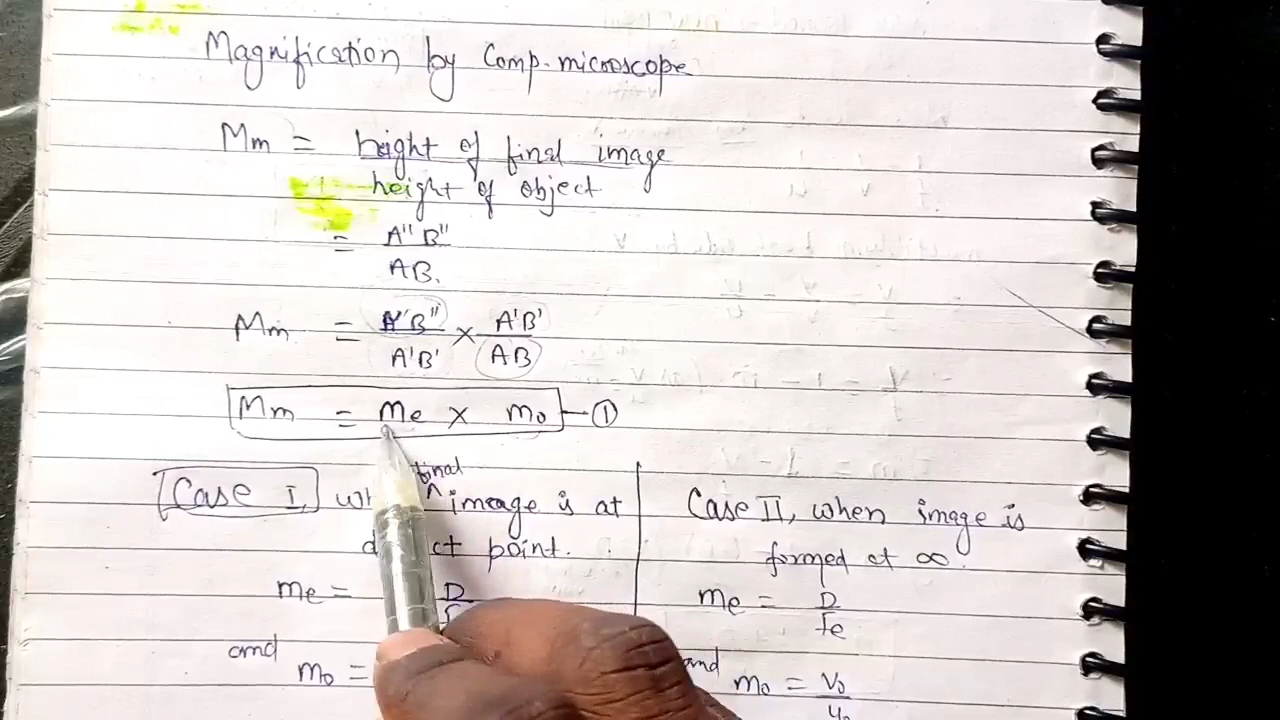 Magnification by Comp. microscope
Mm = height of final image
height of object
= A"B"
AB.
Mm = A"B" × A'B'
A'B' AB
Mm = Me × mo — ①
Case I, final image is at
point.
me = D
and mo =
Case II, when image is
formed at ∞.
me = D
fe
and mo = Vo
uo